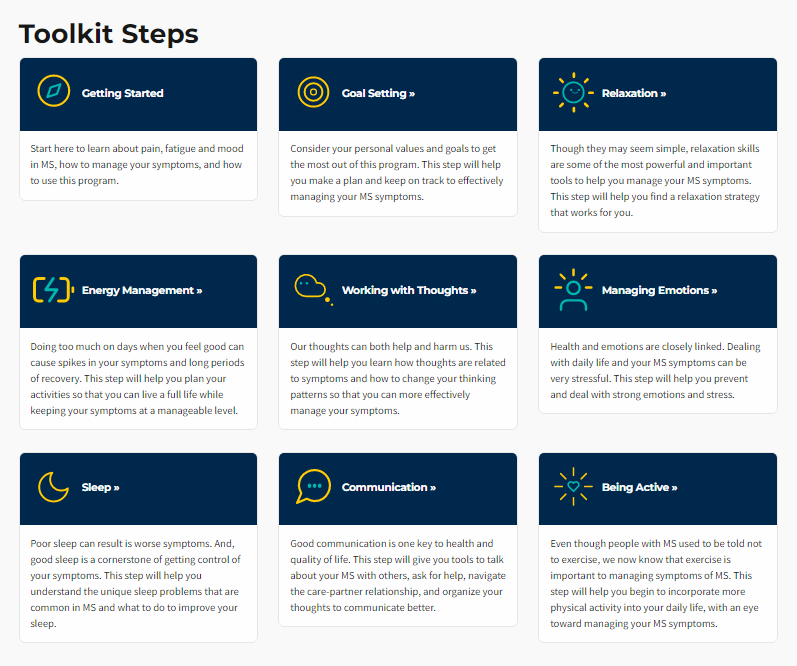 Toolkit Steps
Getting Started
Start here to learn about pain, fatigue and mood
in MS, how to manage your symptoms, and how
to use this program.
Goal Setting »
Consider your personal values and goals to get
the most out of this program. This step will help
you make a plan and keep on track to effectively
managing your MS symptoms.
Relaxation »
Though they may seem simple, relaxation skills
are some of the most powerful and important
tools to help you manage your MS symptoms.
This step will help you find a relaxation strategy
that works for you.
Energy Management »
Doing too much on days when you feel good can
cause spikes in your symptoms and long periods
of recovery. This step will help you plan your
activities so that you can live a full life while
keeping your symptoms at a manageable level.
Working with Thoughts »
Our thoughts can both help and harm us. This
step will help you learn how thoughts are related
to symptoms and how to change your thinking
patterns so that you can more effectively
manage your symptoms.
Managing Emotions »
Health and emotions are closely linked. Dealing
with daily life and your MS symptoms can be
very stressful. This step will help you prevent
and deal with strong emotions and stress.
Sleep »
Poor sleep can result is worse symptoms. And,
good sleep is a cornerstone of getting control of
your symptoms. This step will help you
understand the unique sleep problems that are
common in MS and what to do to improve your
sleep.
Communication »
Good communication is one key to health and
quality of life. This step will give you tools to talk
about your MS with others, ask for help, navigate
the care-partner relationship, and organize your
thoughts to communicate better.
Being Active »
Even though people with MS used to be told not
to exercise, we now know that exercise is
important to managing symptoms of MS. This
step will help you begin to incorporate more
physical activity into your daily life, with an eye
toward managing your MS symptoms.